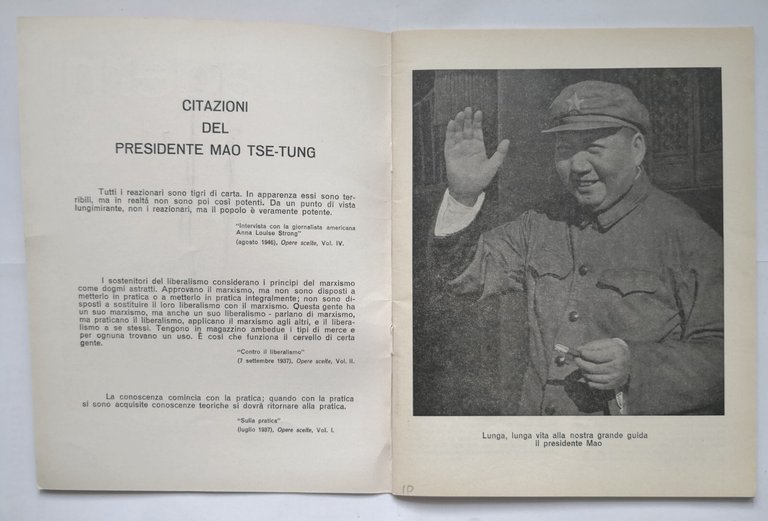 CITAZIONI
DEL
PRESIDENTE MAO TSE-TUNG
Tutti i reazionari sono tigri di carta. In apparenza essi sono ter-
ribili, ma in realtà non sono poi così potenti. Da un punto di vista
lungimirante, non i reazionari, ma il popolo è veramente potente.
"Intervista con la giornalista americana
Anna Louise Strong"
(agosto 1946), Opere scelte, Vol. IV.
I sostenitori del liberalismo considerano i principi del marxismo
come dogmi astratti. Approvano il marxismo, ma non sono disposti a
metterlo in pratica o a metterlo in pratica integralmente; non sono di-
sposti a sostituire il loro liberalismo con il marxismo. Questa gente ha
un suo marxismo, ma anche un suo liberalismo - parlano di marxismo,
ma praticano il liberalismo, applicano il marxismo agli altri, e il libera-
lismo a se stessi. Tengono in magazzino ambedue i tipi di merce e
per ognuna trovano un uso. È così che funziona il cervello di certa
gente.
"Contro il liberalismo"
(7 settembre 1937), Opere scelte, Vol. II.
La conoscenza comincia con la pratica; quando con la pratica
si sono acquisite conoscenze teoriche si dovrà ritornare alla pratica.
"Sulla pratica"
(luglio 1937), Opere scelte, Vol. I.
Lunga, lunga vita alla nostra grande guida
il presidente Mao